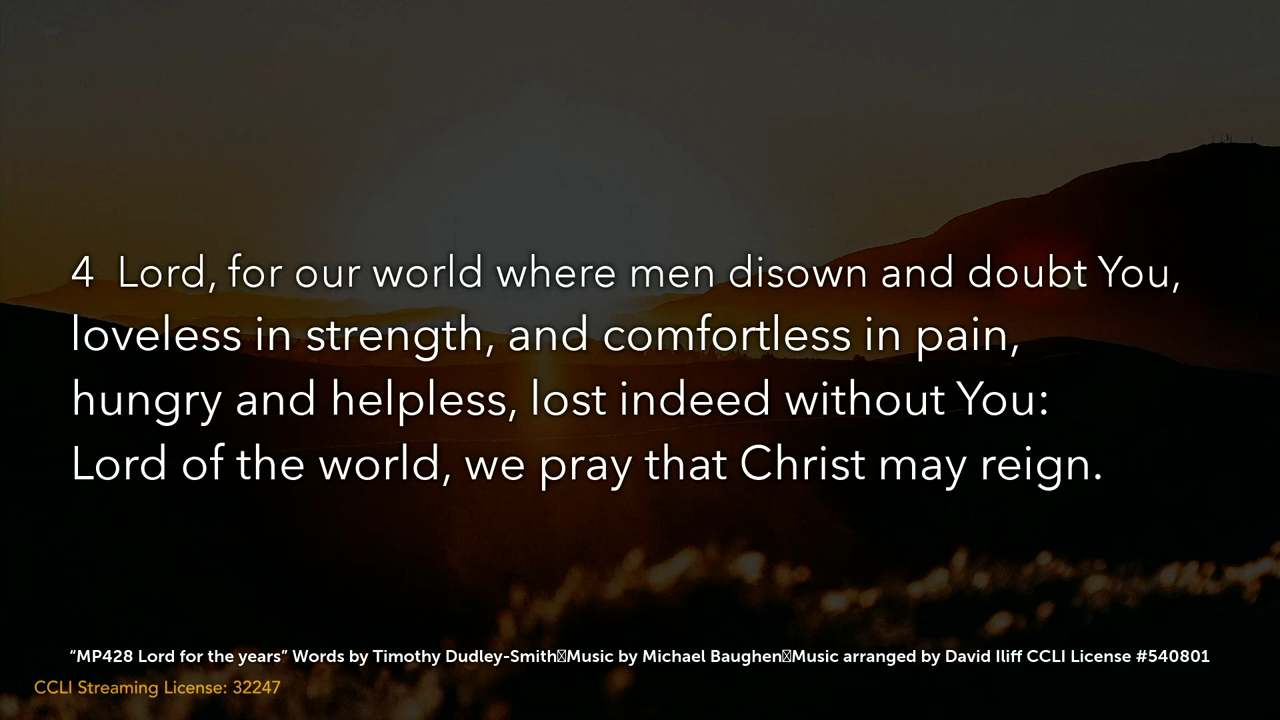 4 Lord, for our world where men disown and doubt You,
loveless in strength, and comfortless in pain,
hungry and helpless, lost indeed without You:
Lord of the world, we pray that Christ may reign.
“MP428 Lord for the years” Words by Timothy Dudley-Smith Music by Michael Baughen Music arranged by David Iliff CCLI License #540801
CCLI Streaming License: 32247